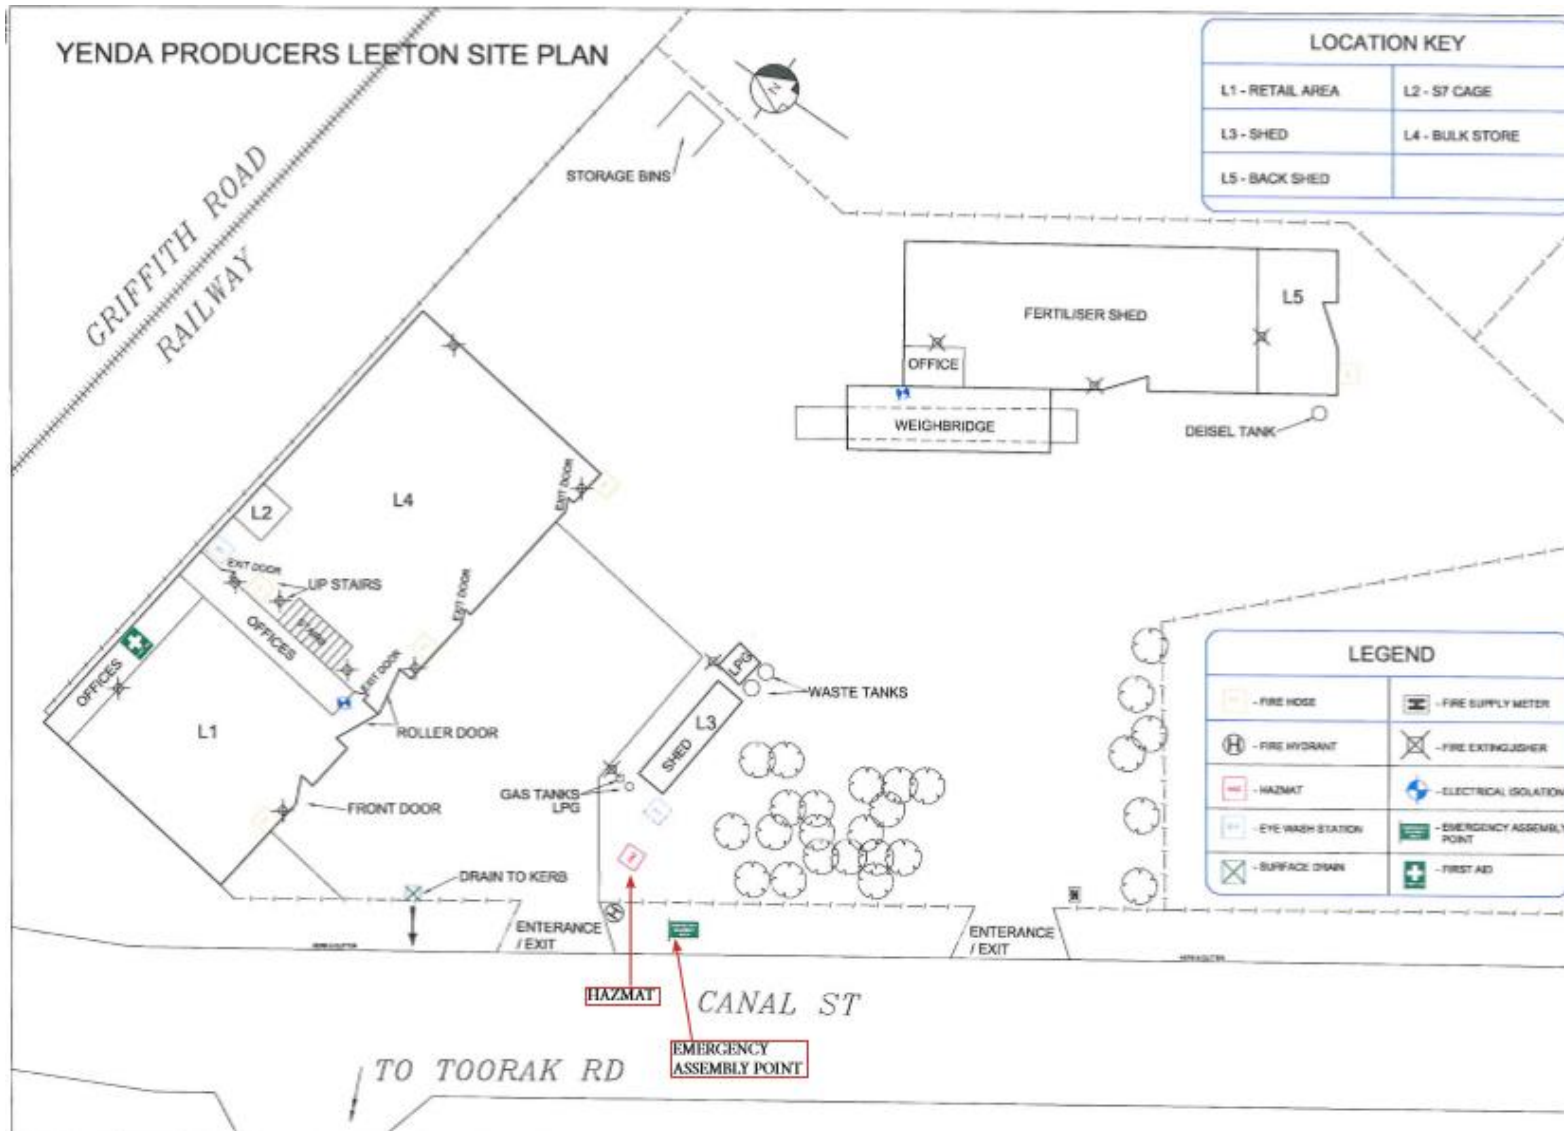 YENDA PRODUCERS LEETON SITE PLAN
LOCATION KEY
L1 - RETAIL AREA
L2 - S7 CAGE
L3 - SHED
L4 - BULK STORE
L5 - BACK SHED
GRIFFITH ROAD
RAILWAY
N
STORAGE BINS
FERTILISER SHED
L5
OFFICE
WEIGHBRIDGE
DEISEL TANK
L4
L2
EXIT DOOR
EXIT DOOR
UP STAIRS
STAIRS
EXIT DOOR
OFFICES
OFFICES
EXIT DOOR
L1
ROLLER DOOR
FRONT DOOR
LPG
WASTE TANKS
L3
SHED
GAS TANKS
LPG
DRAIN TO KERB
ENTRANCE
/ EXIT
ENTRANCE
/ EXIT
H
LEGEND
- FIRE HOSE
- FIRE SUPPLY METER
H - FIRE HYDRANT
- FIRE EXTINGUISHER
- HAZMAT
- ELECTRICAL ISOLATION
- EYE WASH STATION
- EMERGENCY ASSEMBLY
POINT
- SURFACE DRAIN
- FIRST AID
HAZMAT
CANAL ST
EMERGENCY
ASSEMBLY POINT
TO TOORAK RD